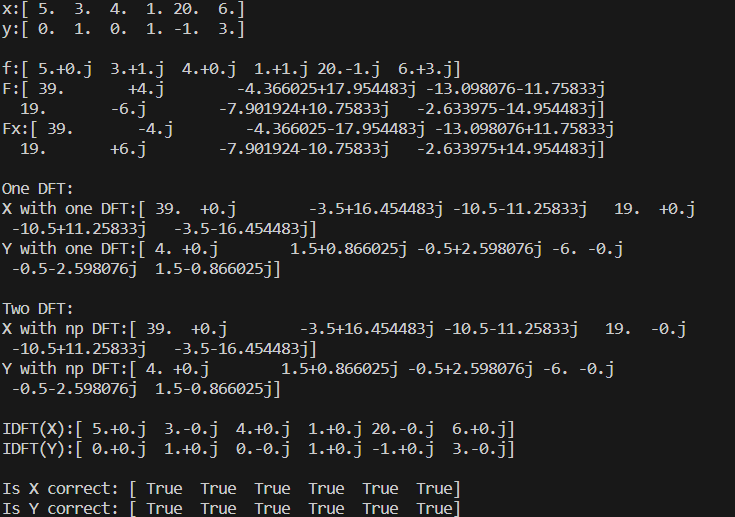 x:[ 5.  3.  4.  1. 20.  6.]
y:[ 0.  1.  0.  1. -1.  3.]
f:[ 5.+0.j  3.+1.j  4.+0.j  1.+1.j 20.-1.j  6.+3.j]
F:[ 39.       +4.j        -4.366025+17.954483j -13.098076-11.75833j
  19.       -6.j        -7.901924+10.75833j   -2.633975-14.954483j]
Fx:[ 39.       -4.j        -4.366025-17.954483j -13.098076+11.75833j
  19.       +6.j        -7.901924-10.75833j   -2.633975+14.954483j]
One DFT:
X with one DFT:[ 39.  +0.j        -3.5+16.454483j -10.5-11.25833j   19.  +0.j
 -10.5+11.25833j   -3.5-16.454483j]
Y with one DFT:[ 4. +0.j        1.5+0.866025j -0.5+2.598076j -6. -0.j
 -0.5-2.598076j  1.5-0.866025j]
Two DFT:
X with np DFT:[ 39.  +0.j        -3.5+16.454483j -10.5-11.25833j   19.  -0.j
 -10.5+11.25833j   -3.5-16.454483j]
Y with np DFT:[ 4. +0.j        1.5+0.866025j -0.5+2.598076j -6. -0.j
 -0.5-2.598076j  1.5-0.866025j]
IDFT(X):[ 5.+0.j  3.-0.j  4.+0.j  1.+0.j 20.-0.j  6.+0.j]
IDFT(Y):[ 0.+0.j  1.+0.j  0.-0.j  1.+0.j -1.+0.j  3.-0.j]
Is X correct: [ True  True  True  True  True  True]
Is Y correct: [ True  True  True  True  True  True]